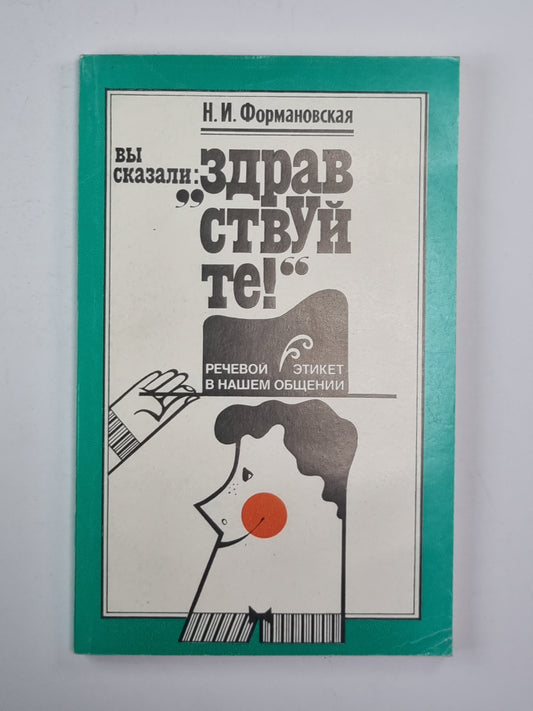 Н. И. Формановская
вы
сказали:
„здрав
ствуй
те!“
РЕЧЕВОЙ ЭТИКЕТ
В НАШЕМ ОБЩЕНИИ